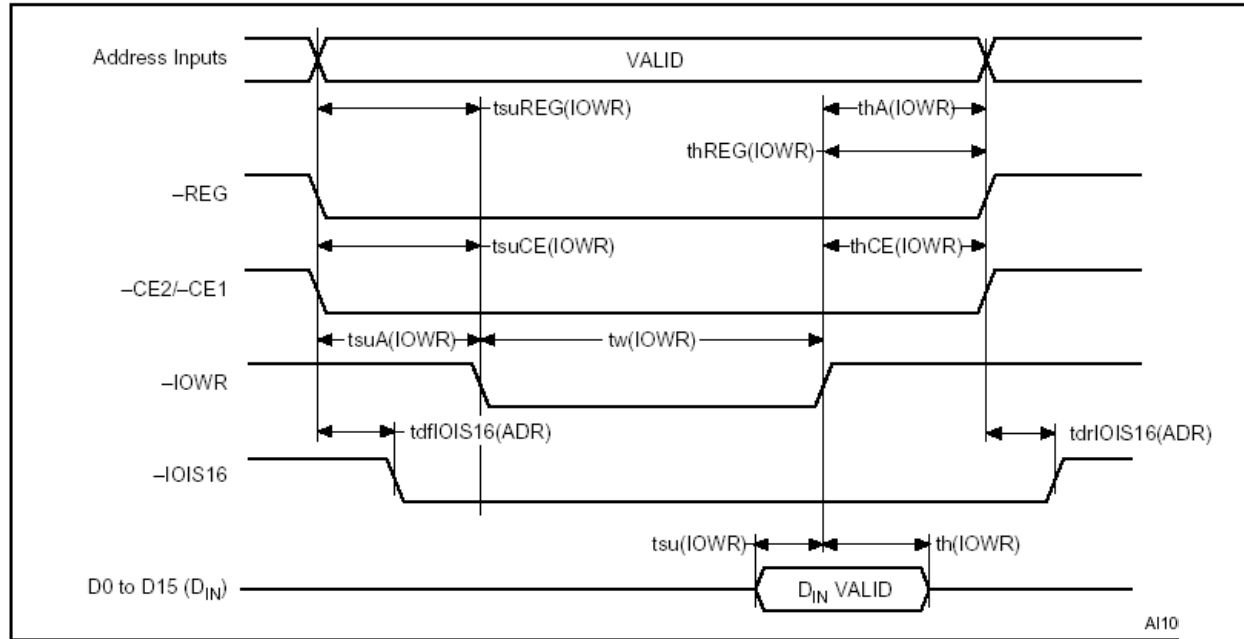 Address Inputs
VALID
tsuREG(IOWR)
thA(IOWR)
thREG(IOWR)
–REG
tsuCE(IOWR)
thCE(IOWR)
–CE2/–CE1
tsuA(IOWR)
tw(IOWR)
–IOWR
tdfIOIS16(ADR)
tdrIOIS16(ADR)
–IOIS16
tsu(IOWR)
th(IOWR)
D0 to D15 (DIN)
DIN VALID
AI10